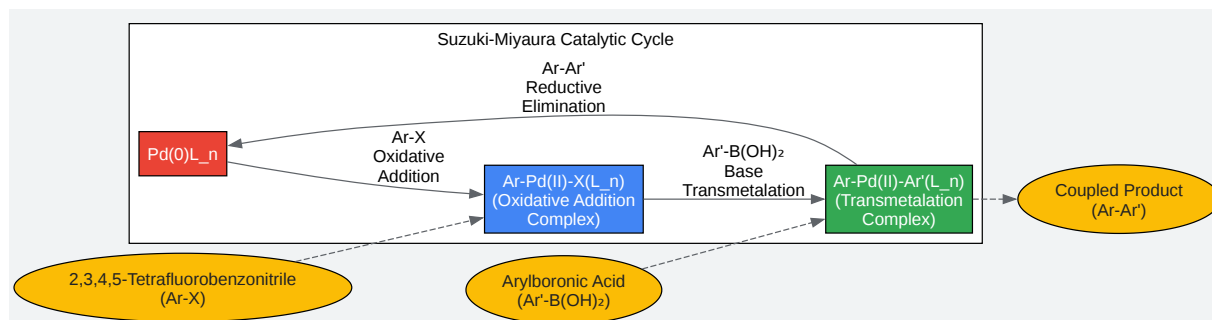 Suzuki-Miyaura Catalytic Cycle
Ar-Ar'
Reductive
Elimination
Pd(0)L_n
Ar-X
Oxidative
Addition
Ar-Pd(II)-X(L_n)
(Oxidative Addition
Complex)
Ar'-B(OH)₂
Base
Transmetalation
Ar-Pd(II)-Ar'(L_n)
(Transmetalation
Complex)
Coupled Product
(Ar-Ar')
2,3,4,5-Tetrafluorobenzonitrile
(Ar-X)
Arylboronic Acid
(Ar'-B(OH)₂)